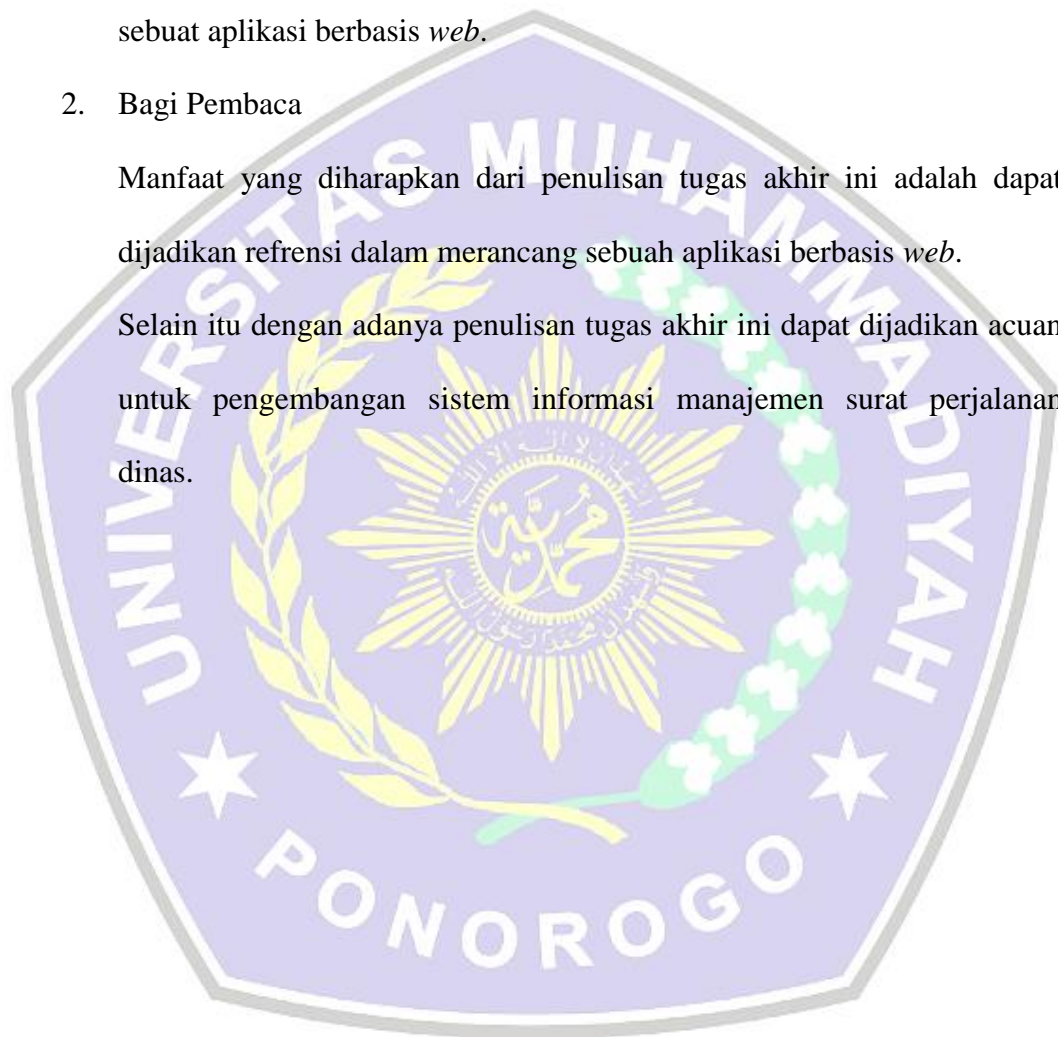 sebuat aplikasi berbasis web.
2. Bagi Pembaca
Manfaat yang diharapkan dari penulisan tugas akhir ini adalah dapat
dijadikan refrensi dalam merancang sebuah aplikasi berbasis web.
Selain itu dengan adanya penulisan tugas akhir ini dapat dijadikan acuan
untuk pengembangan sistem informasi manajemen surat perjalanan
dinas.
UNIVERSITAS MUHAMMADIYAH
PONOROGO